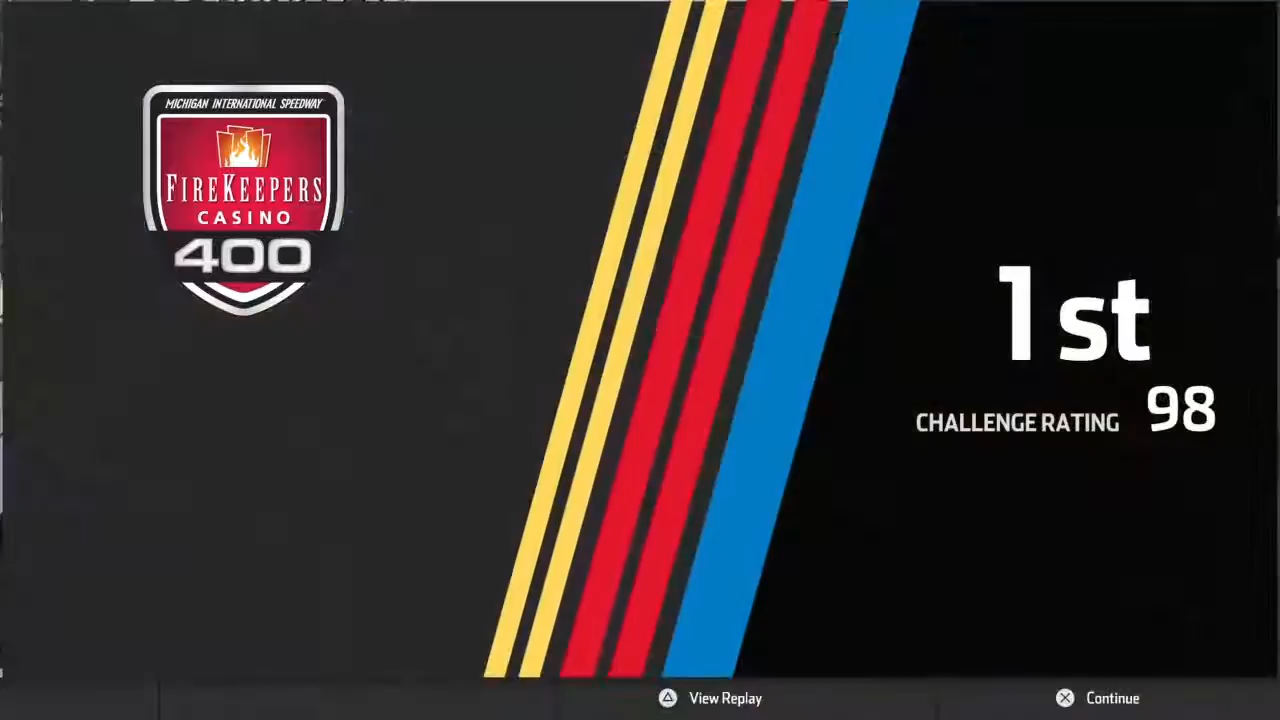 MICHIGAN INTERNATIONAL SPEEDWAY
FIREKEEPERS
CASINO
400
1st
CHALLENGE RATING 98
View Replay
Continue